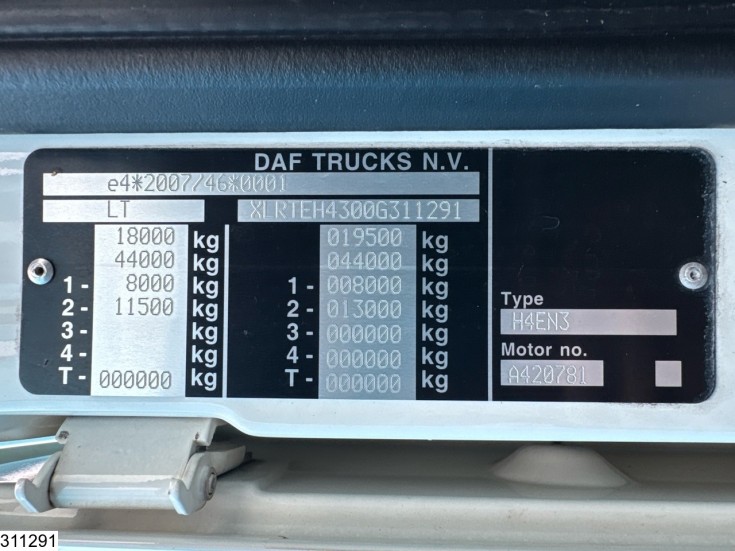 DAF TRUCKS N.V.
e4*2007/46*0001
LT XLRTEH4300G311291
18000 kg 019500 kg
44000 kg 044000 kg
1- 8000 kg 1- 008000 kg
2- 11500 kg 2- 013000 kg
3- kg 3- 000000 kg
4- kg 4- 000000 kg
T- 000000 kg T- 000000 kg
Type
H4EN3
Motor no.
A420781
311291